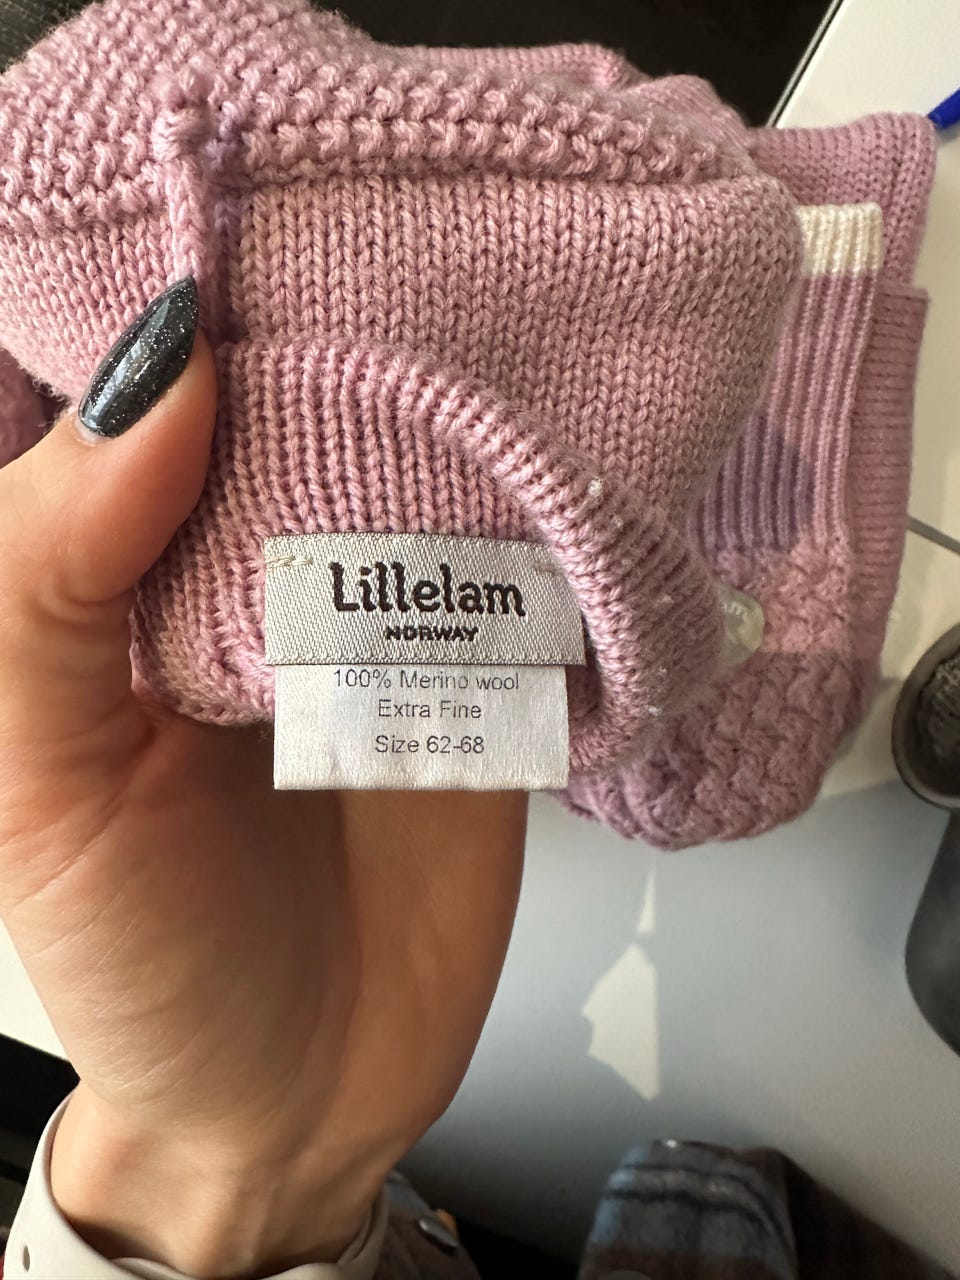 Lillelam
NORWAY
100% Merino wool
Extra Fine
Size 62-68